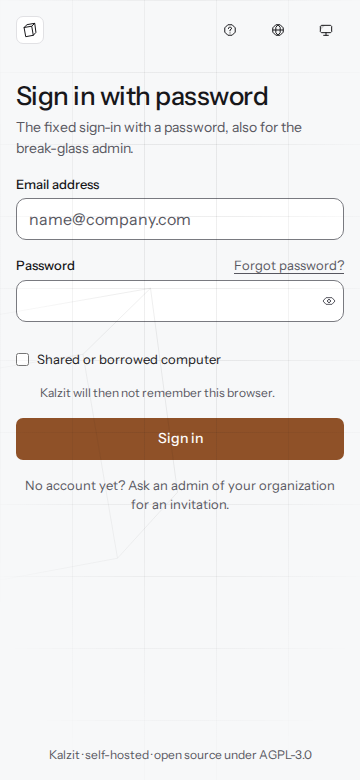 Sign in with password
The fixed sign-in with a password, also for the
break-glass admin.
Email address
name@company.com
Password
Forgot password?
Shared or borrowed computer
Kalzit will then not remember this browser.
Sign in
No account yet? Ask an admin of your organization
for an invitation.
Kalzit · self-hosted · open source under AGPL-3.0